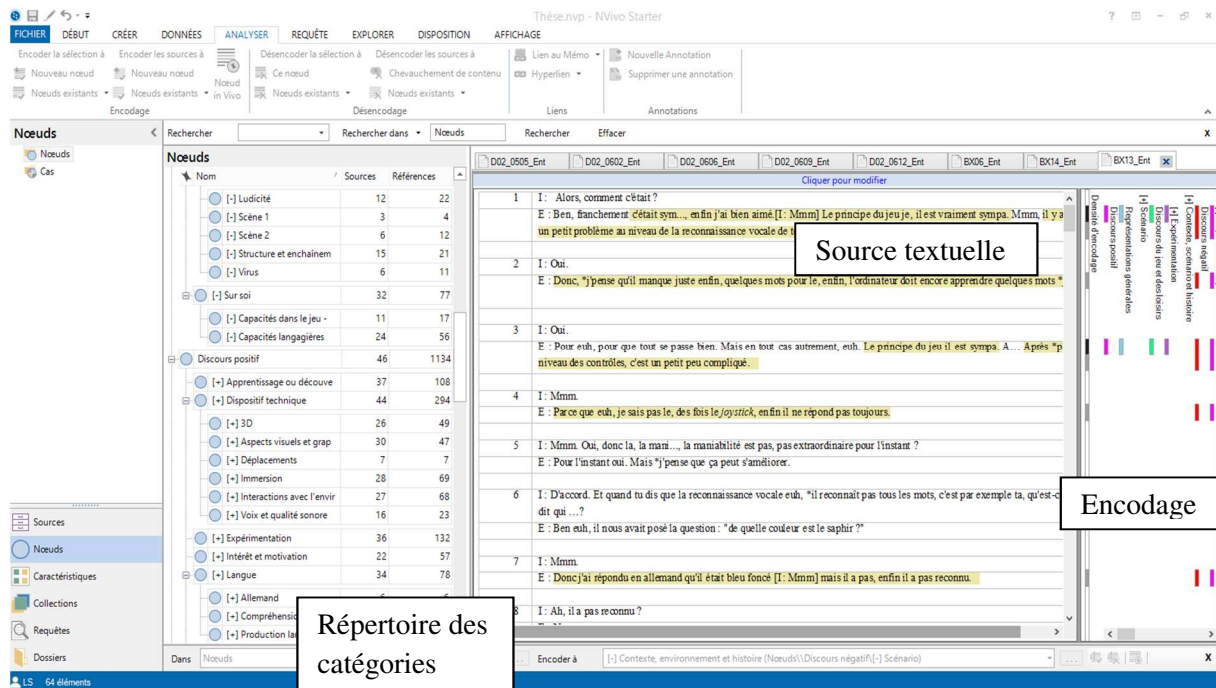 Thèse.nvp - NVivo Starter
FICHIER DÉBUT CRÉER DONNÉES ANALYSER REQUÊTE EXPLORER DISPOSITION AFFICHAGE
Encoder la sélection à Encoder les sources à Désencoder la sélection à Désencoder les sources à Lien au Mémo Nouvelle Annotation
Nouveau nœud Nouveau nœud Nœud in Vivo Ce nœud Chevauchement de contenu Hyperlien Supprimer une annotation
Nœuds existants Nœuds existants Nœuds existants Nœuds existants
Encodage Désencodage Liens Annotations
Nœuds
Nœuds
Cas
Rechercher Rechercher dans Nœuds Rechercher Effacer X
Nœuds
Nom Sources Références
[-] Ludicité 12 22
[-] Scène 1 3 4
[-] Scène 2 6 12
[-] Structure et enchaînem 15 21
[-] Virus 6 11
[-] Sur soi 32 77
[-] Capacités dans le jeu - 11 17
[-] Capacités langagières 24 56
Discours positif 46 1134
[+] Apprentissage ou découve 37 108
[+] Dispositif technique 44 294
[+] 3D 26 49
[+] Aspects visuels et grap 30 47
[+] Déplacements 7 7
[+] Immersion 28 69
[+] Interactions avec l'envir 27 68
[+] Voix et qualité sonore 16 23
[+] Expérimentation 36 132
[+] Intérêt et motivation 22 57
[+] Langue 34 78
[+] Allemand
[+] Compréhensio
[+] Production la
D02_0505_Ent D02_0602_Ent D02_0606_Ent D02_0609_Ent D02_0612_Ent BX06_Ent BX14_Ent BX13_Ent
Cliquer pour modifier
1 I : Alors, comment c'était ?
E : Ben, franchement c'était sym..., enfin j'ai bien aimé.[I : Mmm] Le principe du jeu je, il est vraiment sympa. Mmm, il y a
un petit problème au niveau de la reconnaissance vocale de
2 I : Oui.
E : Donc, *j'pense qu'il manque juste enfin, quelques mots pour le, enfin, l'ordinateur doit encore apprendre quelques mots *
3 I : Oui.
E : Pour euh, pour que tout se passe bien. Mais en tout cas autrement, euh. Le principe du jeu il est sympa. A… Après *p
niveau des contrôles, c'est un petit peu compliqué.
4 I : Mmm.
E : Parce que euh, je sais pas le, des fois le joystick, enfin il ne répond pas toujours.
5 I : Mmm. Oui, donc la, la mani..., la maniabilité est pas, pas extraordinaire pour l'instant ?
E : Pour l'instant oui. Mais *j'pense que ça peut s'améliorer.
6 I : D'accord. Et quand tu dis que la reconnaissance vocale euh, *il reconnaît pas tous les mots, c'est par exemple ta, qu'est-c
dit qui …?
E : Ben euh, il nous avait posé la question : "de quelle couleur est le saphir ?"
7 I : Mmm.
E : Donc j'ai répondu en allemand qu'il était bleu foncé [I : Mmm] mais il a pas, enfin il a pas reconnu.
8 I : Ah, il a pas reconnu ?
Densité d'encodage
Discours positif
Représentations générales
[+] Scénario
Discours du jeu et des loisirs
[+] Expérimentation
[+] Contexte, scénario et histoire
Discours négatif
Source textuelle
Encodage
Répertoire des
catégories
Sources
Nœuds
Caractéristiques
Collections
Requêtes
Dossiers
Dans Nœuds Encoder à [-] Contexte, environnement et histoire (Nœuds\\Discours négatif\[-] Scénario) X
LS 64 éléments